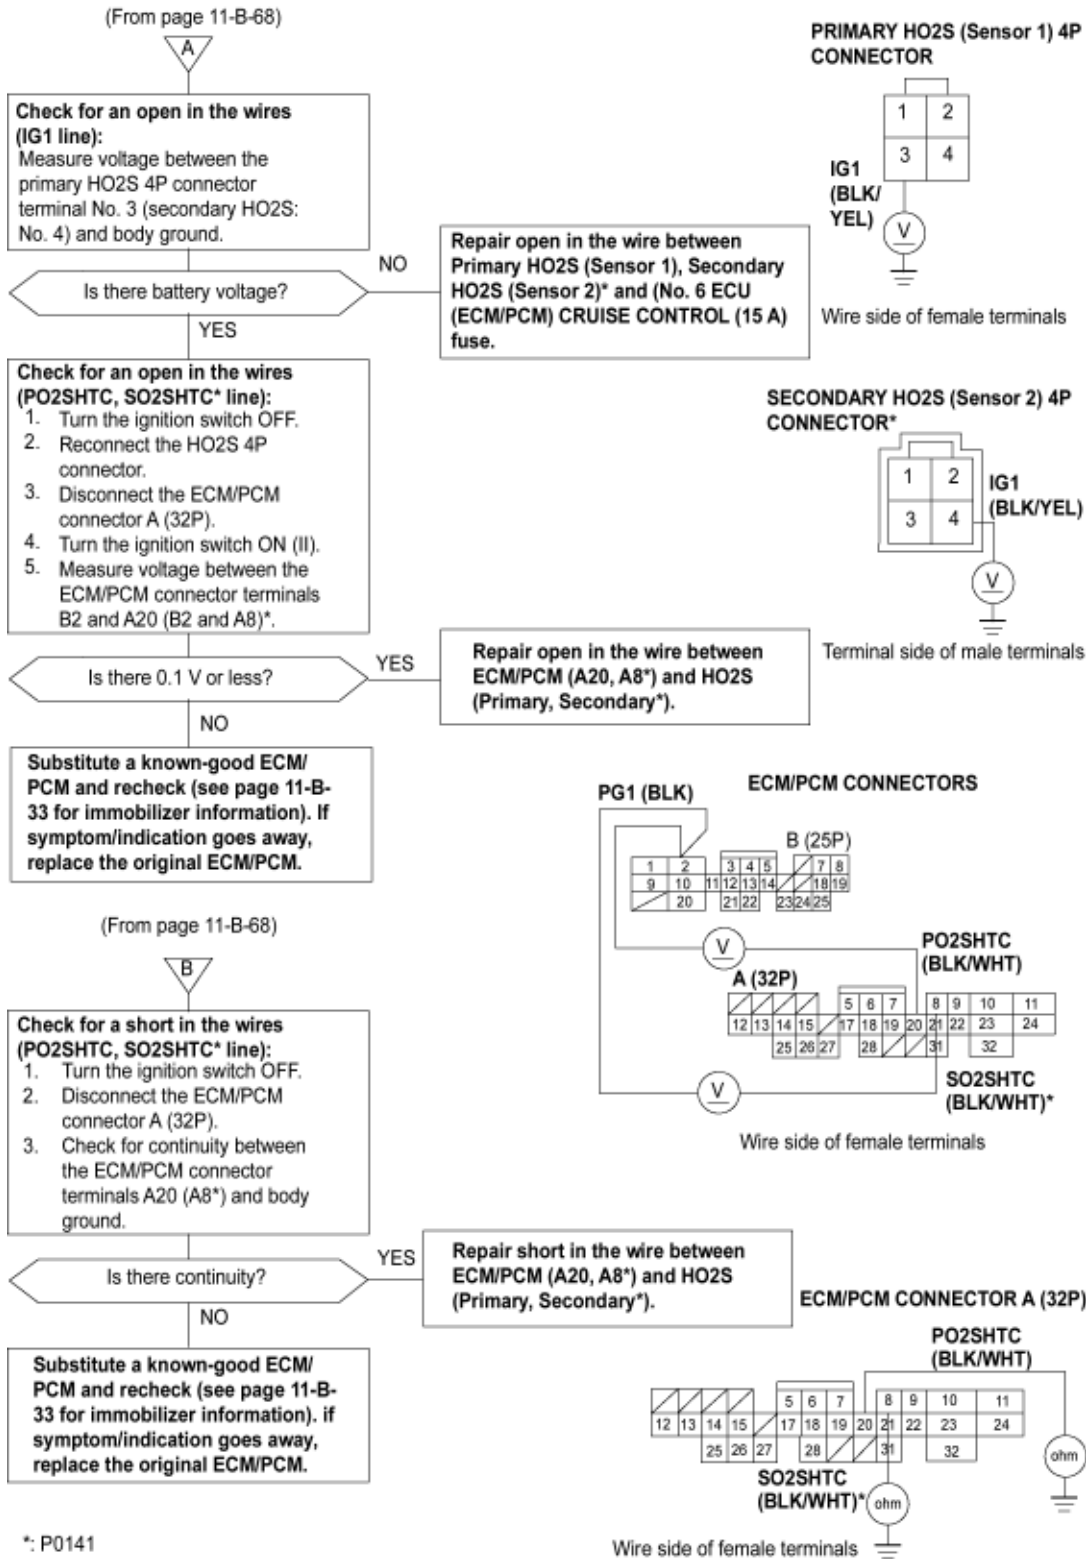 (From page 11-B-68)
A
Check for an open in the wires
(IG1 line):
Measure voltage between the
primary HO2S 4P connector
terminal No. 3 (secondary HO2S:
No. 4) and body ground.
Is there battery voltage?
NO
Repair open in the wire between
Primary HO2S (Sensor 1), Secondary
HO2S (Sensor 2)* and (No. 6 ECU
(ECM/PCM) CRUISE CONTROL (15 A)
fuse.
YES
Check for an open in the wires
(PO2SHTC, SO2SHTC* line):
1. Turn the ignition switch OFF.
2. Reconnect the HO2S 4P
connector.
3. Disconnect the ECM/PCM
connector A (32P).
4. Turn the ignition switch ON (II).
5. Measure voltage between the
ECM/PCM connector terminals
B2 and A20 (B2 and A8)*.
Is there 0.1 V or less?
YES
Repair open in the wire between
ECM/PCM (A20, A8*) and HO2S
(Primary, Secondary*).
NO
Substitute a known-good ECM/
PCM and recheck (see page 11-B-
33 for immobilizer information). If
symptom/indication goes away,
replace the original ECM/PCM.
(From page 11-B-68)
B
Check for a short in the wires
(PO2SHTC, SO2SHTC* line):
1. Turn the ignition switch OFF.
2. Disconnect the ECM/PCM
connector A (32P).
3. Check for continuity between
the ECM/PCM connector
terminals A20 (A8*) and body
ground.
Is there continuity?
YES
Repair short in the wire between
ECM/PCM (A20, A8*) and HO2S
(Primary, Secondary*).
NO
Substitute a known-good ECM/
PCM and recheck (see page 11-B-
33 for immobilizer information). if
symptom/indication goes away,
replace the original ECM/PCM.
*: P0141
PRIMARY HO2S (Sensor 1) 4P
CONNECTOR
1 2
3 4
IG1
(BLK/
YEL)
V
Wire side of female terminals
SECONDARY HO2S (Sensor 2) 4P
CONNECTOR*
1 2
3 4
IG1
(BLK/YEL)
V
Terminal side of male terminals
ECM/PCM CONNECTORS
PG1 (BLK)
B (25P)
1 2 3 4 5 7 8
9 10 11 12 13 14 18 19
20 21 22 23 24 25
V
PO2SHTC
(BLK/WHT)
A (32P)
5 6 7 8 9 10 11
12 13 14 15 17 18 19 20 21 22 23 24
25 26 27 28 31 32
V
SO2SHTC
(BLK/WHT)*
Wire side of female terminals
ECM/PCM CONNECTOR A (32P)
PO2SHTC
(BLK/WHT)
5 6 7 8 9 10 11
12 13 14 15 17 18 19 20 21 22 23 24
25 26 27 28 31 32
ohm
SO2SHTC
(BLK/WHT)*
ohm
Wire side of female terminals